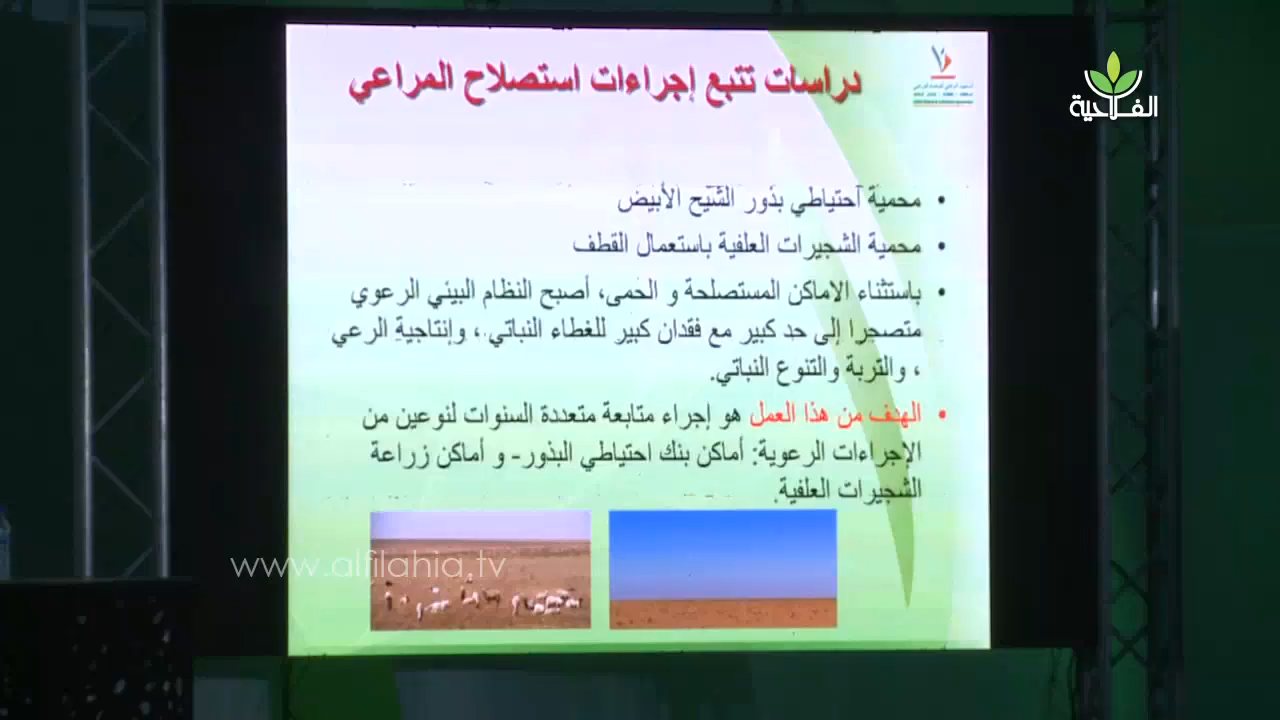 دراسات تتبع إجراءات استصلاح المراعي
الفلاحية
• محمية احتياطي بذور الشيح الأبيض
• محمية الشجيرات العلفية باستعمال القطف
• باستثناء الاماكن المستصلحة و الحمى، أصبح النظام البيئي الرعوي
متصحرا إلى حد كبير مع فقدان كبير للغطاء النباتي ، وإنتاجية الرعي
، والتربة والتنوع النباتي.
• الهدف من هذا العمل هو إجراء متابعة متعددة السنوات لنوعين من
الإجراءات الرعوية: أماكن بنك احتياطي البذور- و أماكن زراعة
الشجيرات العلفية.
www.alfilahia.tv